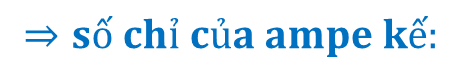 ⇒ số chỉ của ampe kế: